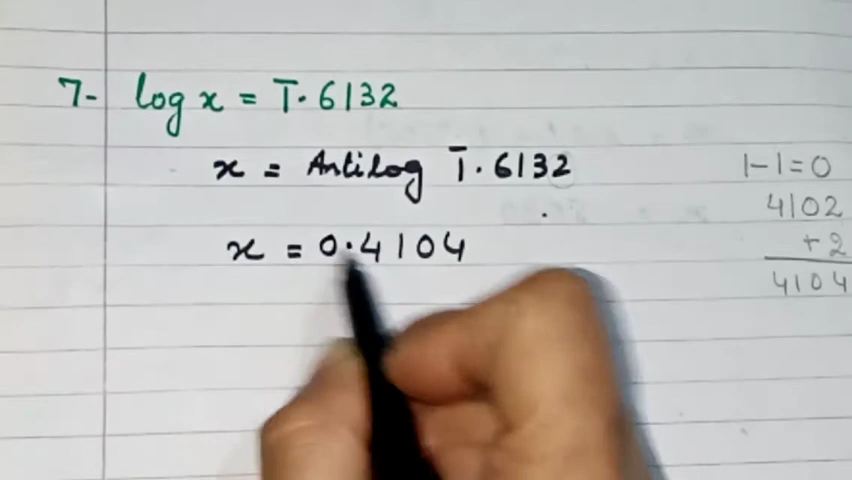 7- log x = 1̅.6132
x = Antilog 1̅.6132
x = 0.4104
1-1=0
4102
+2
4104